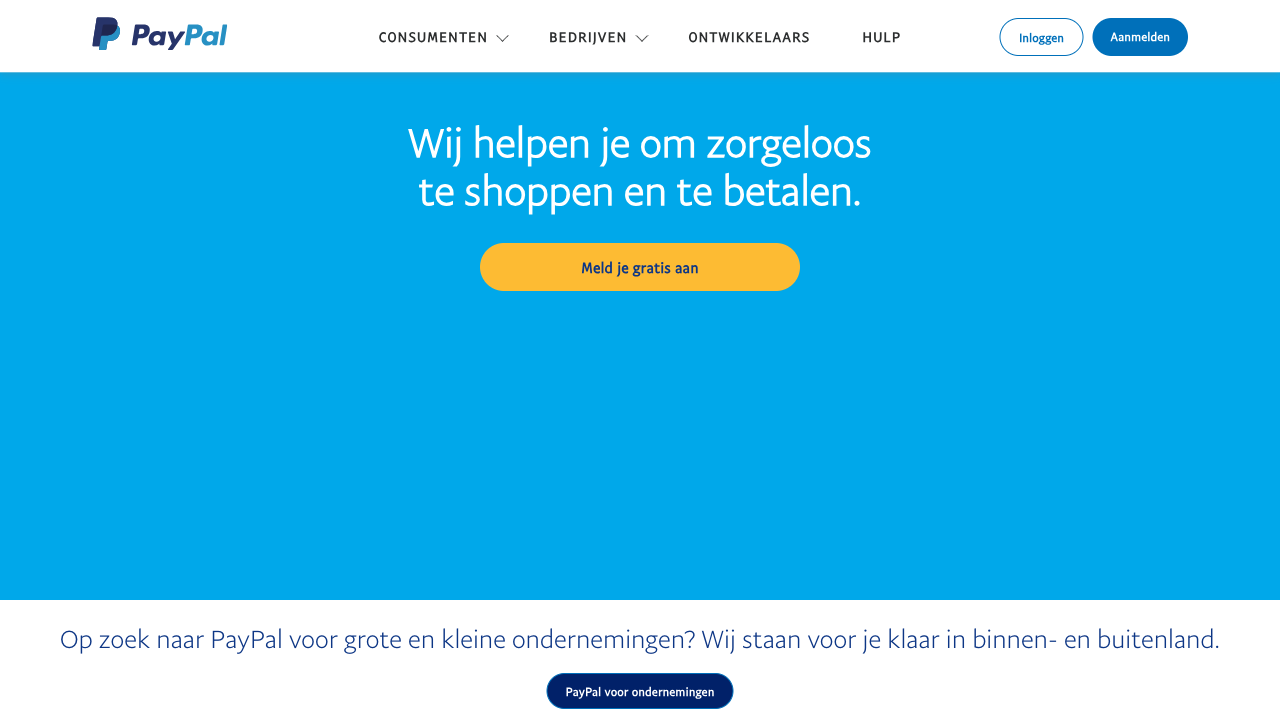 PayPal
CONSUMENTEN BEDRIJVEN ONTWIKKELAARS HULP Inloggen Aanmelden
Wij helpen je om zorgeloos
te shoppen en te betalen.
Meld je gratis aan
Op zoek naar PayPal voor grote en kleine ondernemingen? Wij staan voor je klaar in binnen- en buitenland.
PayPal voor ondernemingen